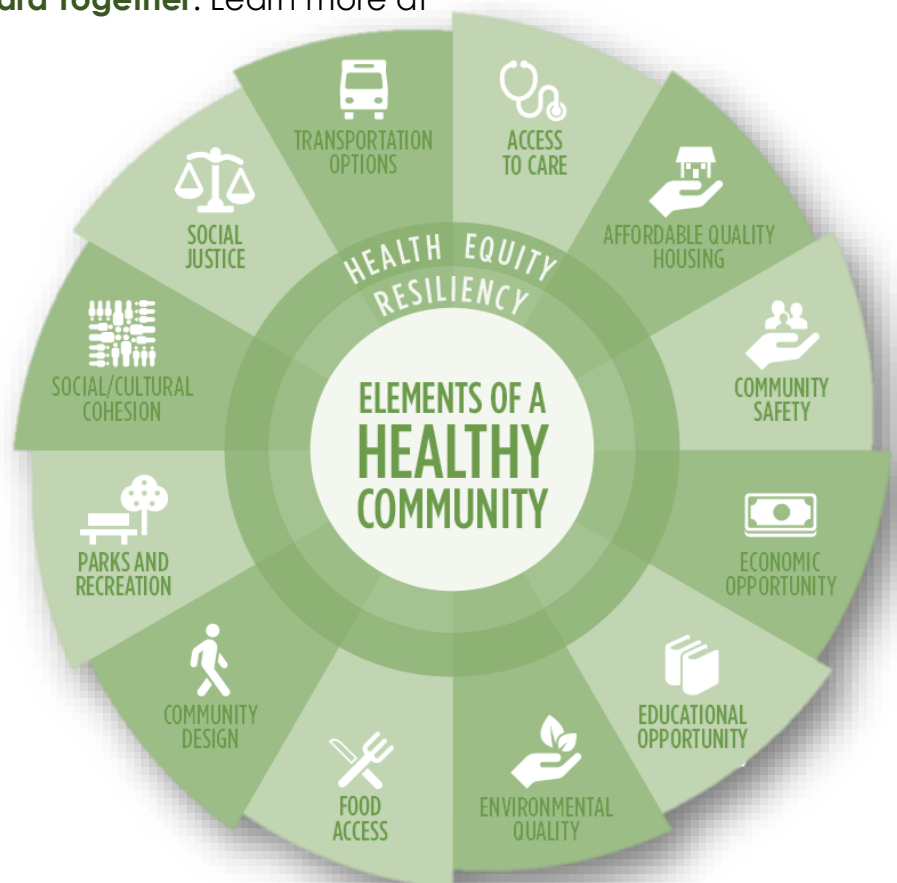 ard Together. Learn more at
TRANSPORTATION
OPTIONS
ACCESS
TO CARE
AFFORDABLE QUALITY
HOUSING
COMMUNITY
SAFETY
ECONOMIC
OPPORTUNITY
EDUCATIONAL
OPPORTUNITY
ENVIRONMENTAL
QUALITY
FOOD
ACCESS
COMMUNITY
DESIGN
PARKS AND
RECREATION
SOCIAL/CULTURAL
COHESION
SOCIAL
JUSTICE
HEALTH EQUITY
RESILIENCY
ELEMENTS OF A
HEALTHY
COMMUNITY